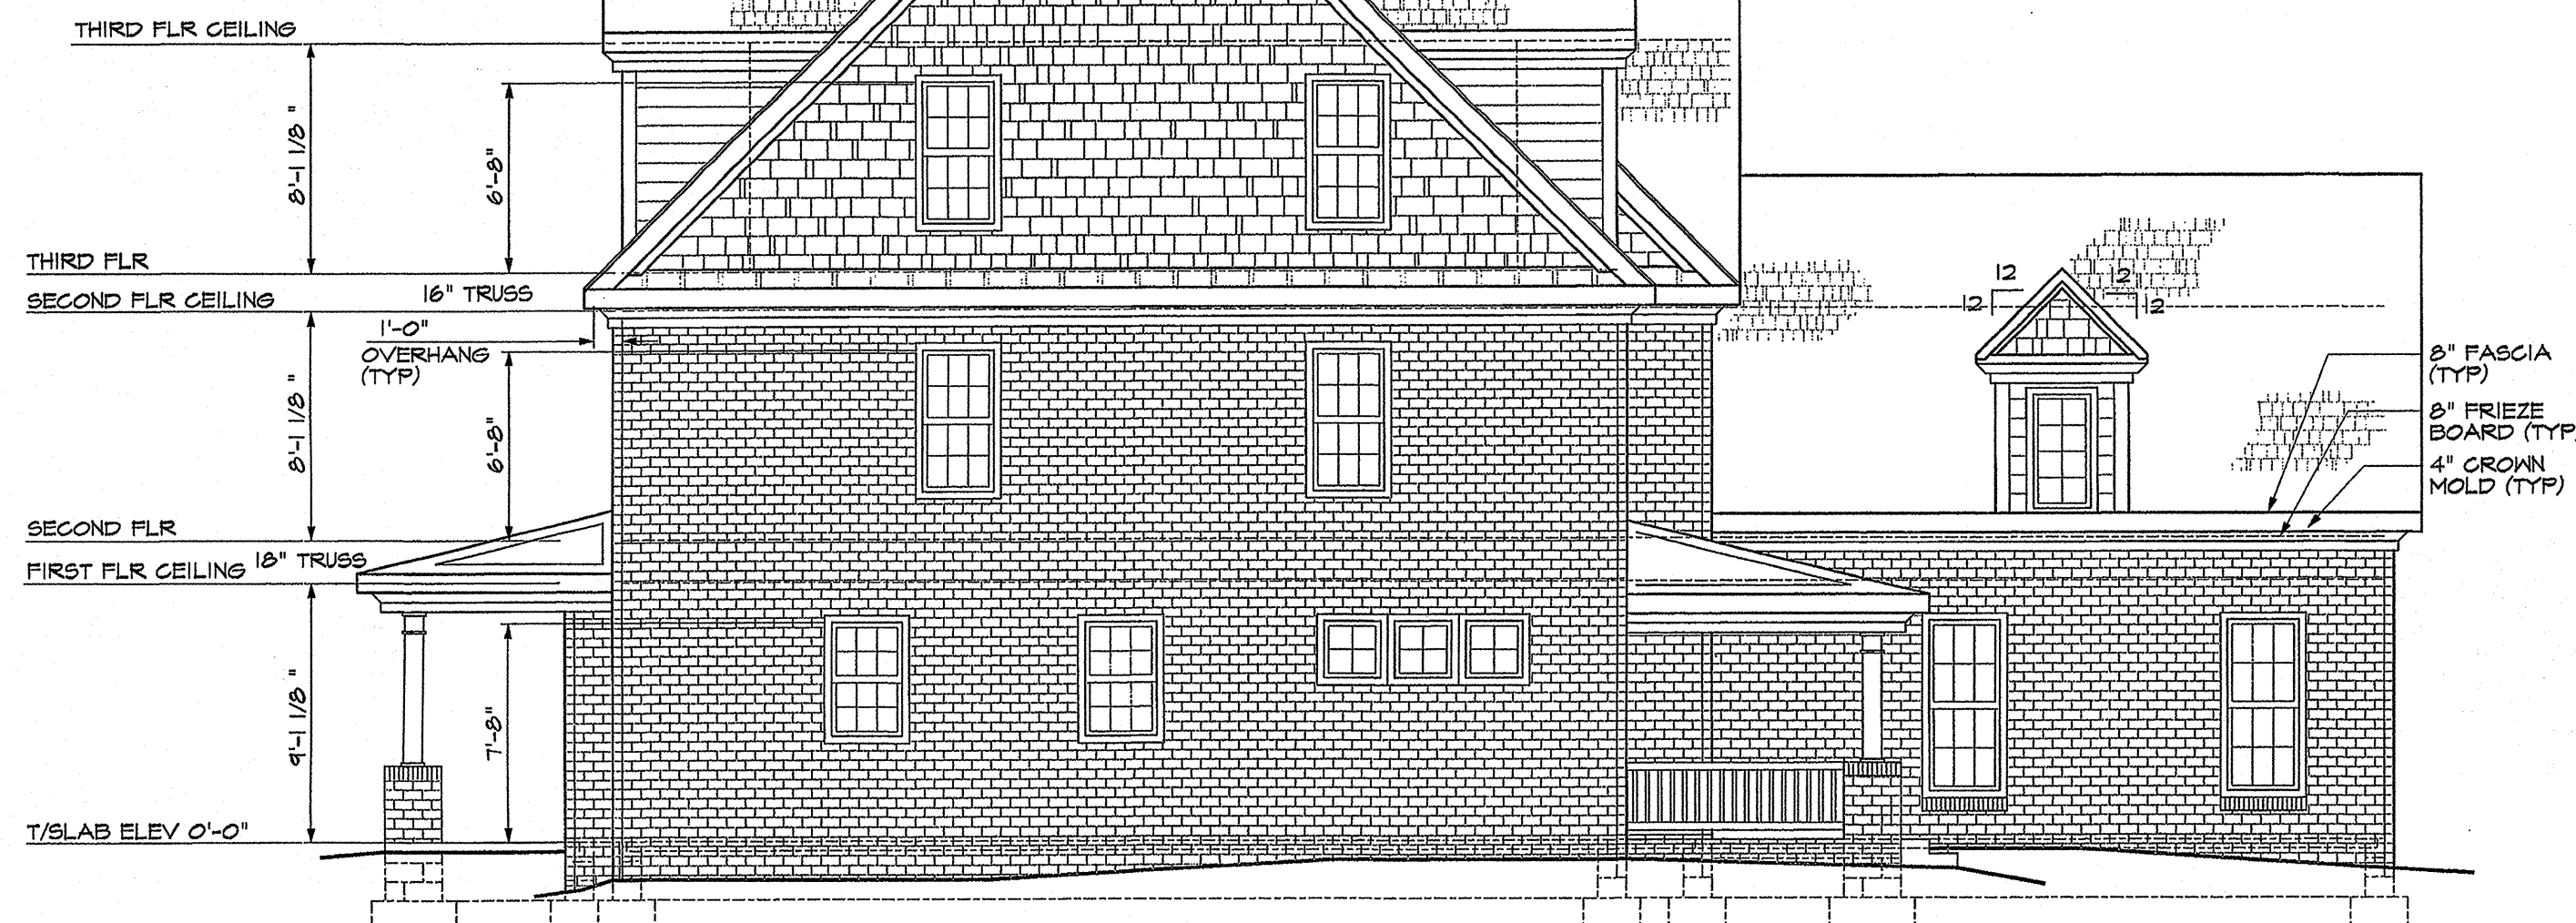 THIRD FLR CEILING
8'-1 1/8 "
6'-8"
THIRD FLR
SECOND FLR CEILING
16" TRUSS
12
12
12
12
1'-0"
OVERHANG
(TYP)
8'-1 1/8 "
6'-8"
8" FASCIA
(TYP)
8" FRIEZE
BOARD (TYP)
4" CROWN
MOLD (TYP)
SECOND FLR
18" TRUSS
FIRST FLR CEILING
9'-1 1/8 "
7'-8"
T/SLAB ELEV 0'-0"